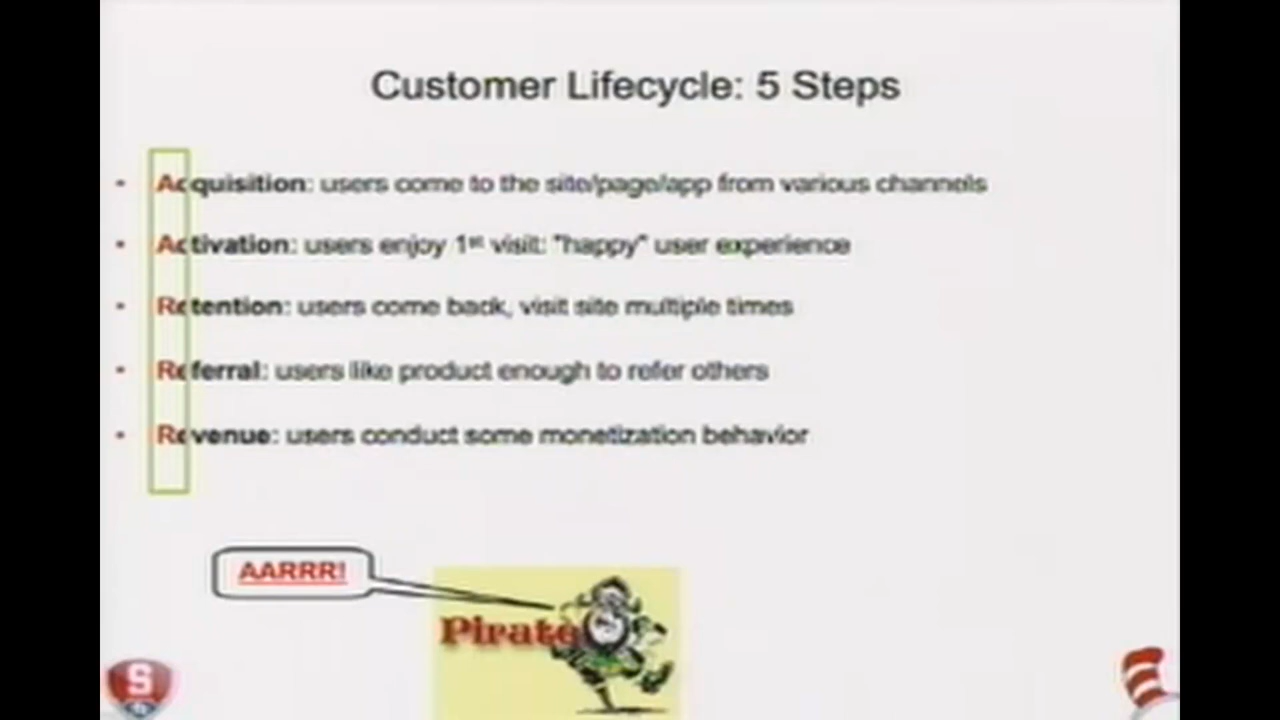 Customer Lifecycle: 5 Steps
• Acquisition: users come to the site/page/app from various channels
• Activation: users enjoy 1st visit: "happy" user experience
• Retention: users come back, visit site multiple times
• Referral: users like product enough to refer others
• Revenue: users conduct some monetization behavior
AARRR!
Pirate
S